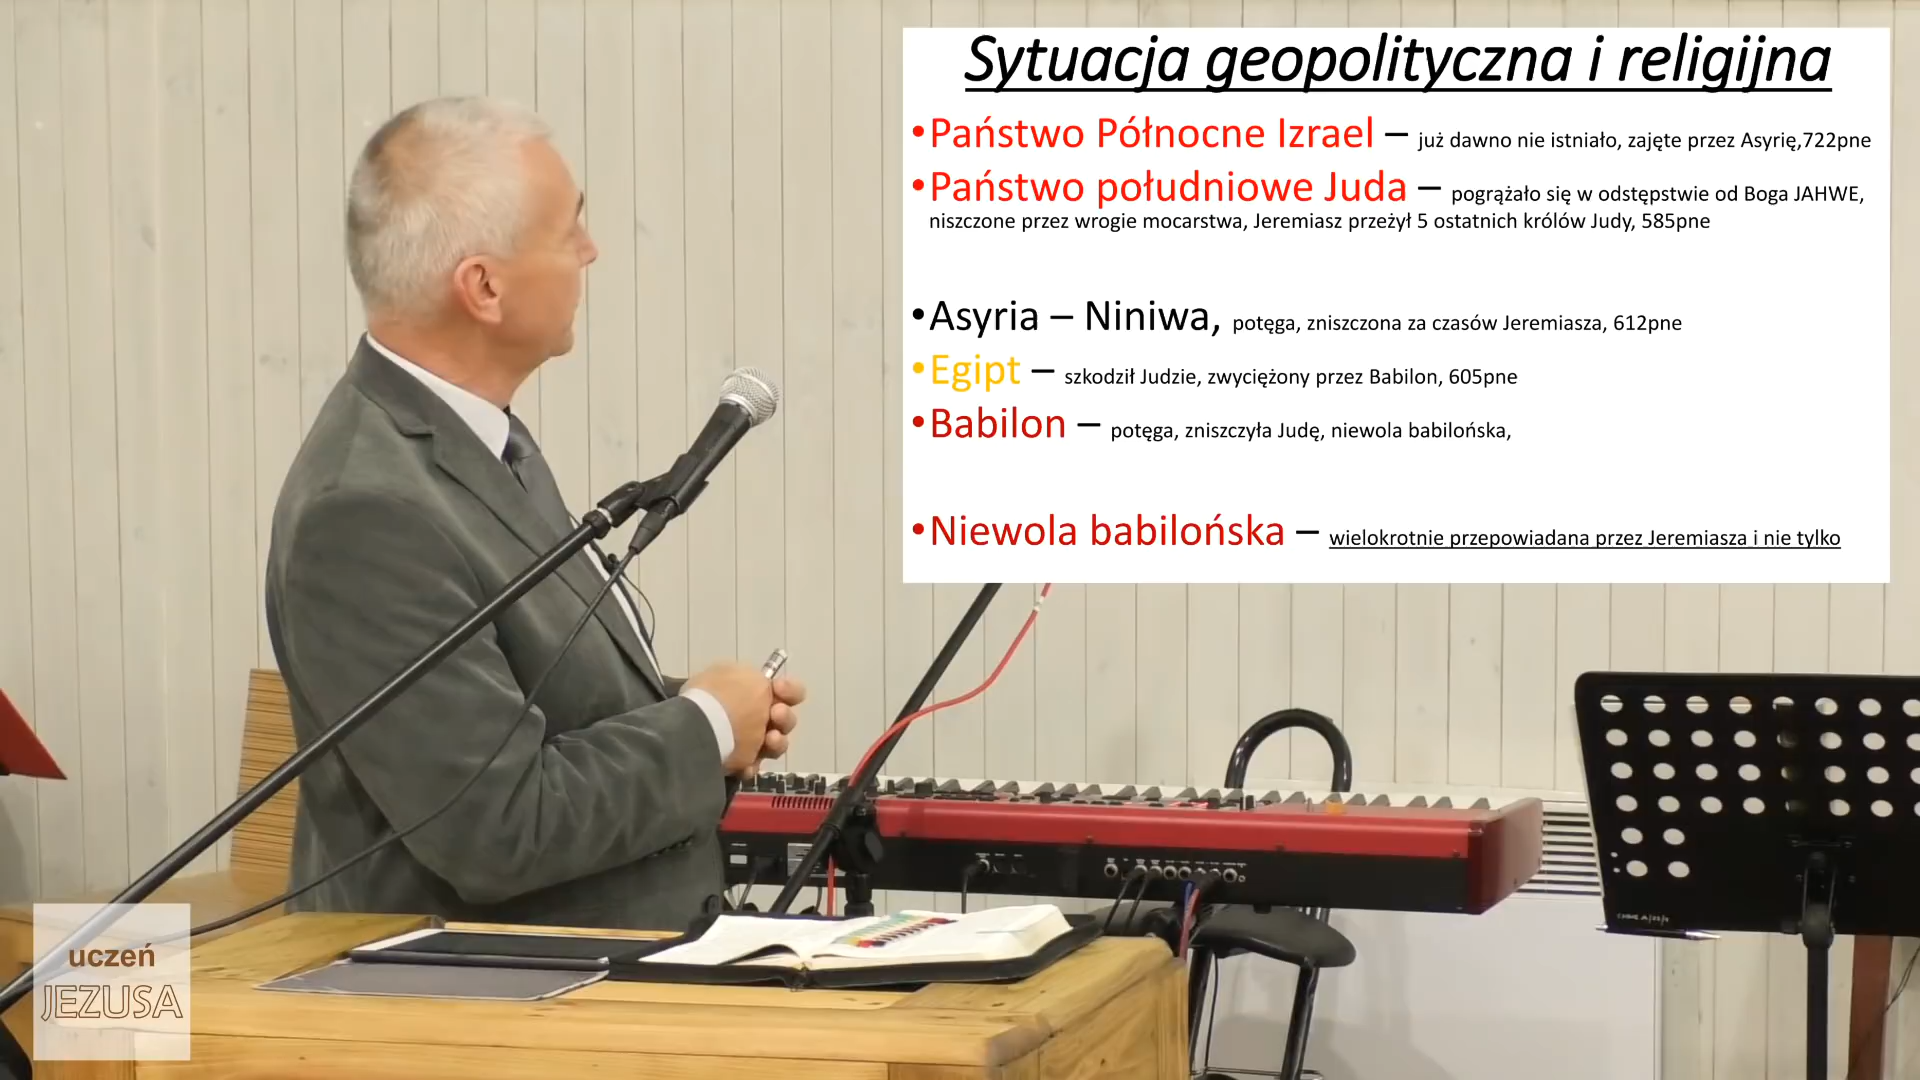 Sytuacja geopolityczna i religijna
•Państwo Północne Izrael – już dawno nie istniało, zajęte przez Asyrię,722pne
•Państwo południowe Juda – pogrążało się w odstępstwie od Boga JAHWE,
niszczone przez wrogie mocarstwa, Jeremiasz przeżył 5 ostatnich królów Judy, 585pne
•Asyria – Niniwa, potęga, zniszczona za czasów Jeremiasza, 612pne
•Egipt – szkodził Judzie, zwyciężony przez Babilon, 605pne
•Babilon – potęga, zniszczyła Judę, niewola babilońska,
•Niewola babilońska – wielokrotnie przepowiadana przez Jeremiasza i nie tylko
uczeń
JEZUSA